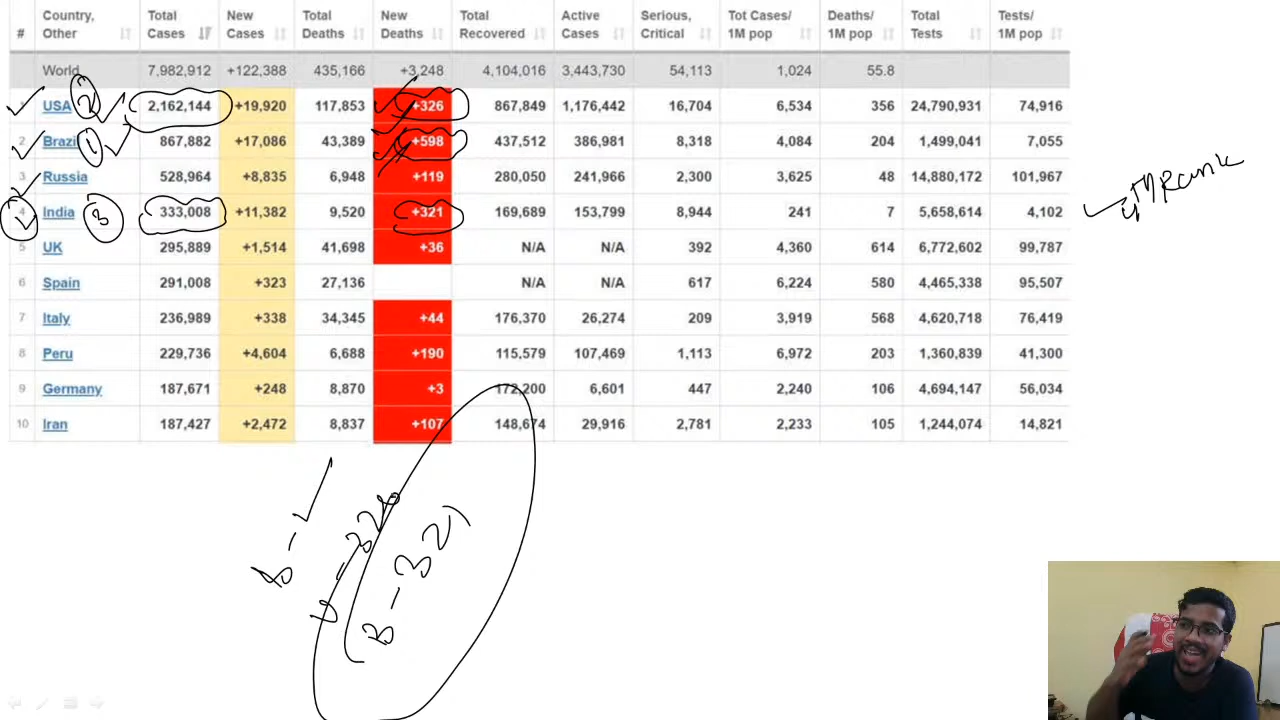 # Country, Other Total Cases New Cases Total Deaths New Deaths Total Recovered Active Cases Serious, Critical Tot Cases/ 1M pop Deaths/ 1M pop Total Tests Tests/ 1M pop
World 7,982,912 +122,388 435,166 +3,248 4,104,016 3,443,730 54,113 1,024 55.8
1 USA 2 2,162,144 +19,920 117,853 +326 867,849 1,176,442 16,704 6,534 356 24,790,931 74,916
2 Brazil 1 867,882 +17,086 43,389 +598 437,512 386,981 8,318 4,084 204 1,499,041 7,055
3 Russia 528,964 +8,835 6,948 +119 280,050 241,966 2,300 3,625 48 14,880,172 101,967
4 India 3 333,008 +11,382 9,520 +321 169,689 153,799 8,944 241 7 5,658,614 4,102 4th Rank
5 UK 295,889 +1,514 41,698 +36 N/A N/A 392 4,360 614 6,772,602 99,787
6 Spain 291,008 +323 27,136 N/A N/A 617 6,224 580 4,465,338 95,507
7 Italy 236,989 +338 34,345 +44 176,370 26,274 209 3,919 568 4,620,718 76,419
8 Peru 229,736 +4,604 6,688 +190 115,579 107,469 1,113 6,972 203 1,360,839 41,300
9 Germany 187,671 +248 8,870 +3 172,200 6,601 447 2,240 106 4,694,147 56,034
10 Iran 187,427 +2,472 8,837 +107 148,674 29,916 2,781 2,233 105 1,244,074 14,821
U - 326
B - 321